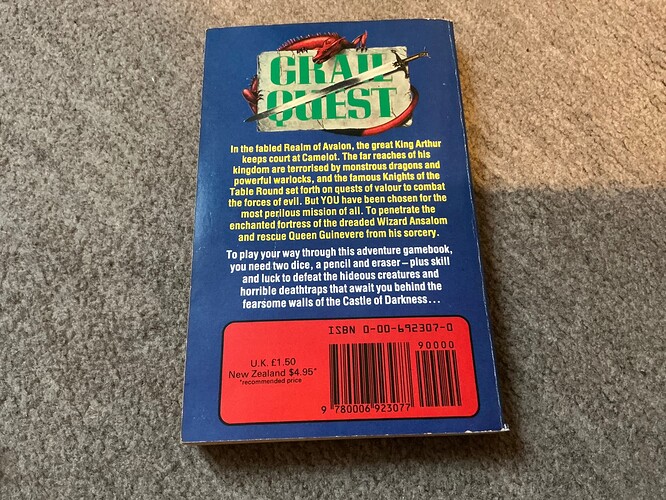 GRAIL
QUEST
In the fabled Realm of Avalon, the great King Arthur
keeps court at Camelot. The far reaches of his
kingdom are terrorised by monstrous dragons and
powerful warlocks, and the famous Knights of the
Table Round set forth on quests of valour to combat
the forces of evil. But YOU have been chosen for the
most perilous mission of all. To penetrate the
enchanted fortress of the dreaded Wizard Ansalom
and rescue Queen Guinevere from his sorcery.
To play your way through this adventure gamebook,
you need two dice, a pencil and eraser – plus skill
and luck to defeat the hideous creatures and
horrible deathtraps that await you behind the
fearsome walls of the Castle of Darkness...
ISBN 0-00-692307-0
90000
U.K. £1.50
New Zealand $4.95*
*recommended price
9 780006 923077